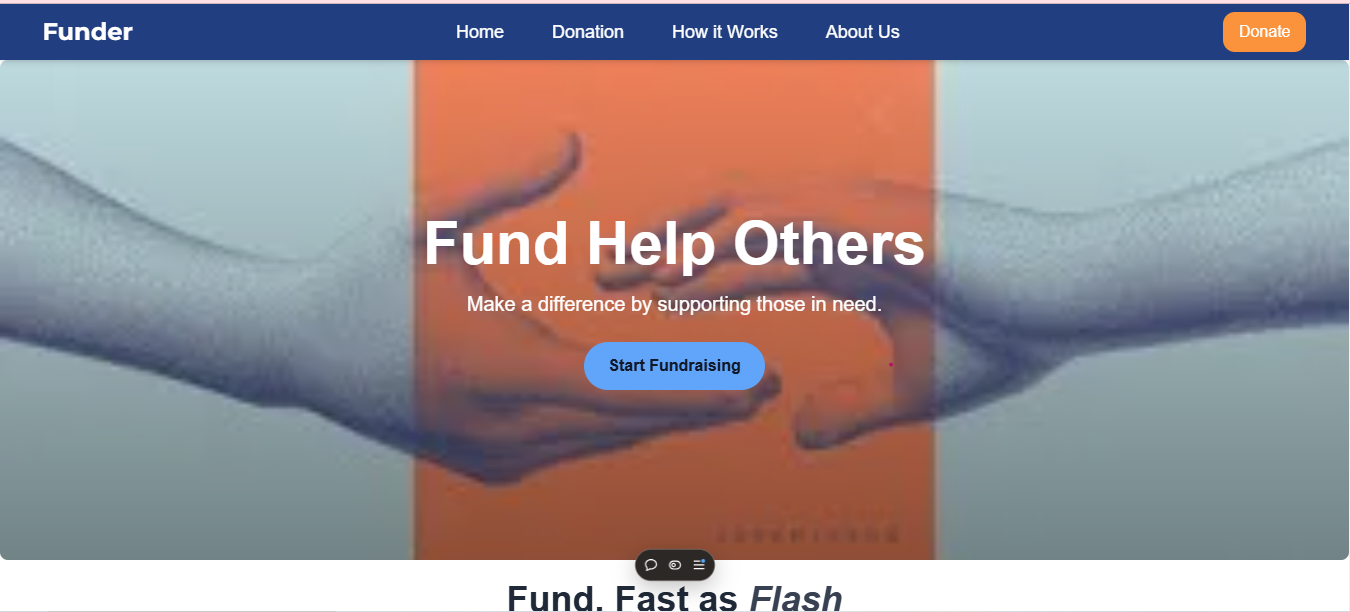 Funder
Home Donation How it Works About Us
Donate
Fund Help Others
Make a difference by supporting those in need.
Start Fundraising
Fund. Fast as Flash